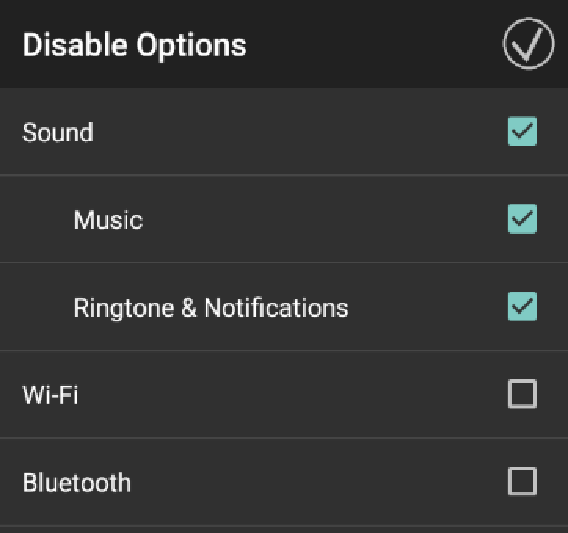 Disable Options
Sound
Music
Ringtone & Notifications
Wi-Fi
Bluetooth